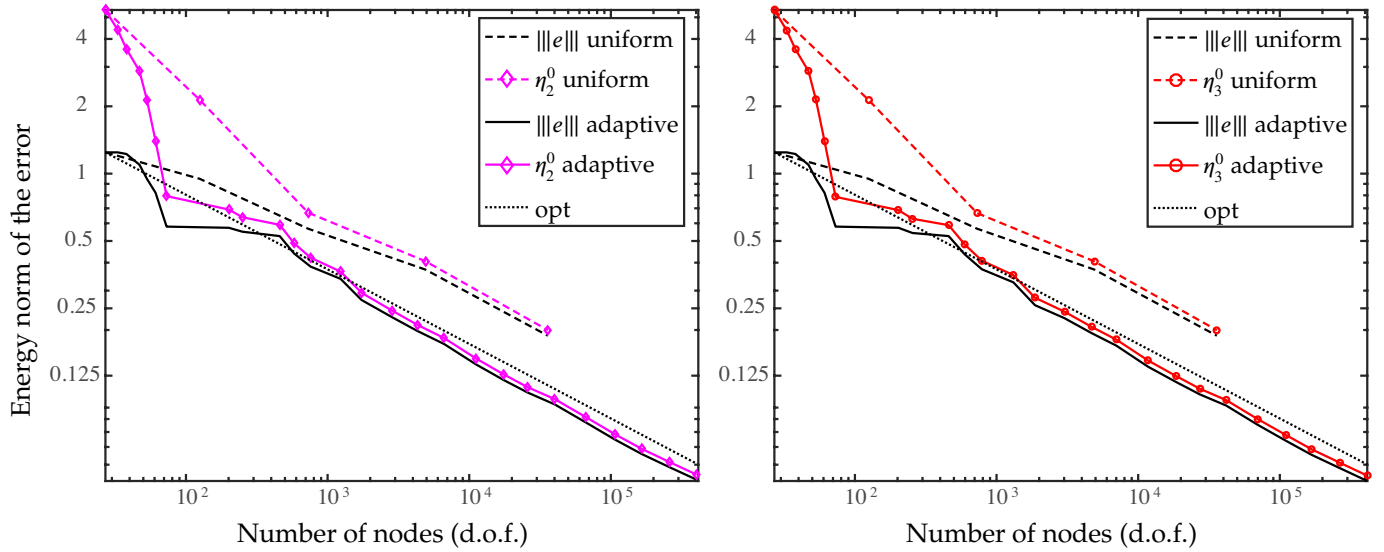 Energy norm of the error
4
2
1
0.5
0.25
0.125
|||e||| uniform
η₂⁰ uniform
|||e||| adaptive
η₂⁰ adaptive
opt
10² 10³ 10⁴ 10⁵
Number of nodes (d.o.f.)
4
2
1
0.5
0.25
0.125
|||e||| uniform
η₃⁰ uniform
|||e||| adaptive
η₃⁰ adaptive
opt
10² 10³ 10⁴ 10⁵
Number of nodes (d.o.f.)